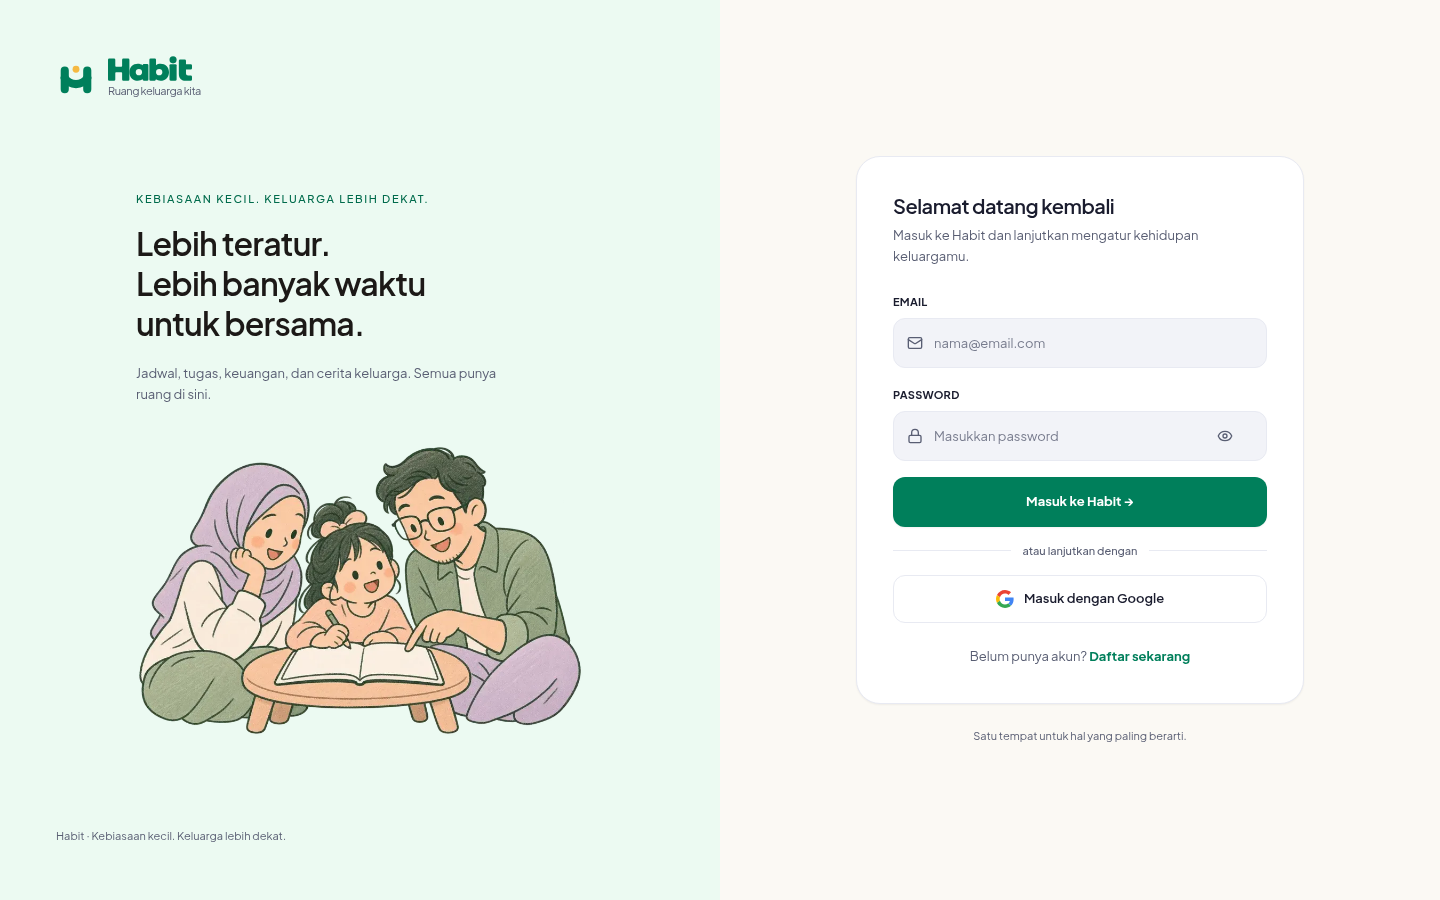 Habit
Ruang keluarga kita
KEBIASAAN KECIL. KELUARGA LEBIH DEKAT.
Lebih teratur.
Lebih banyak waktu
untuk bersama.
Jadwal, tugas, keuangan, dan cerita keluarga. Semua punya
ruang di sini.
Habit · Kebiasaan kecil. Keluarga lebih dekat.
Selamat datang kembali
Masuk ke Habit dan lanjutkan mengatur kehidupan
keluargamu.
EMAIL
nama@email.com
PASSWORD
Masukkan password
Masuk ke Habit →
atau lanjutkan dengan
Masuk dengan Google
Belum punya akun? Daftar sekarang
Satu tempat untuk hal yang paling berarti.